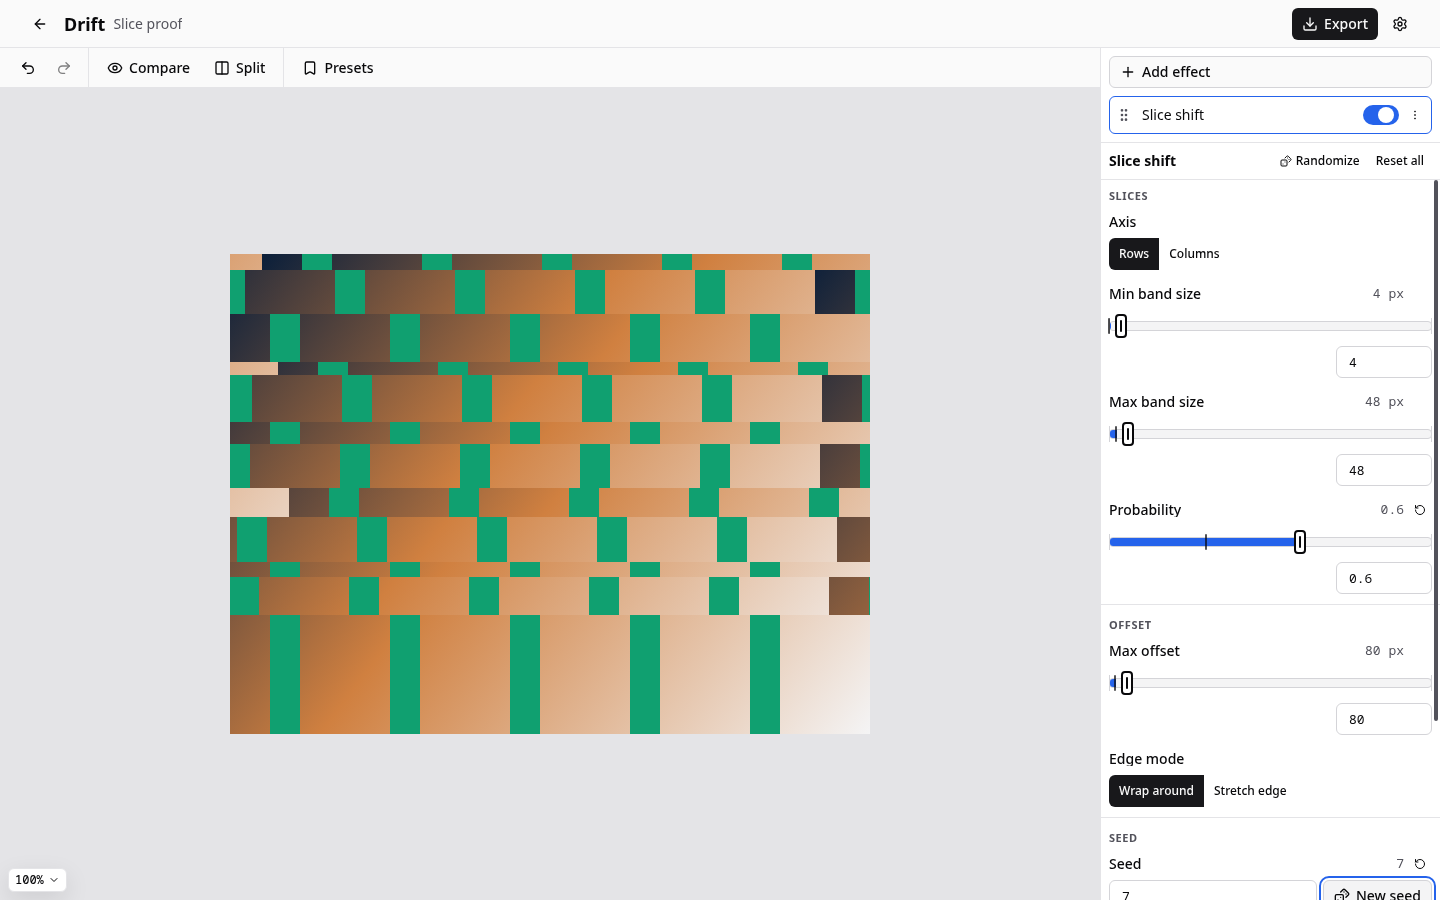 Drift Slice proof Export
Compare Split Presets
Add effect
Slice shift
Slice shift Randomize Reset all
SLICES
Axis
Rows Columns
Min band size 4 px
4
Max band size 48 px
48
Probability 0.6
0.6
OFFSET
Max offset 80 px
80
Edge mode
Wrap around Stretch edge
SEED
Seed 7
7 New seed
100%